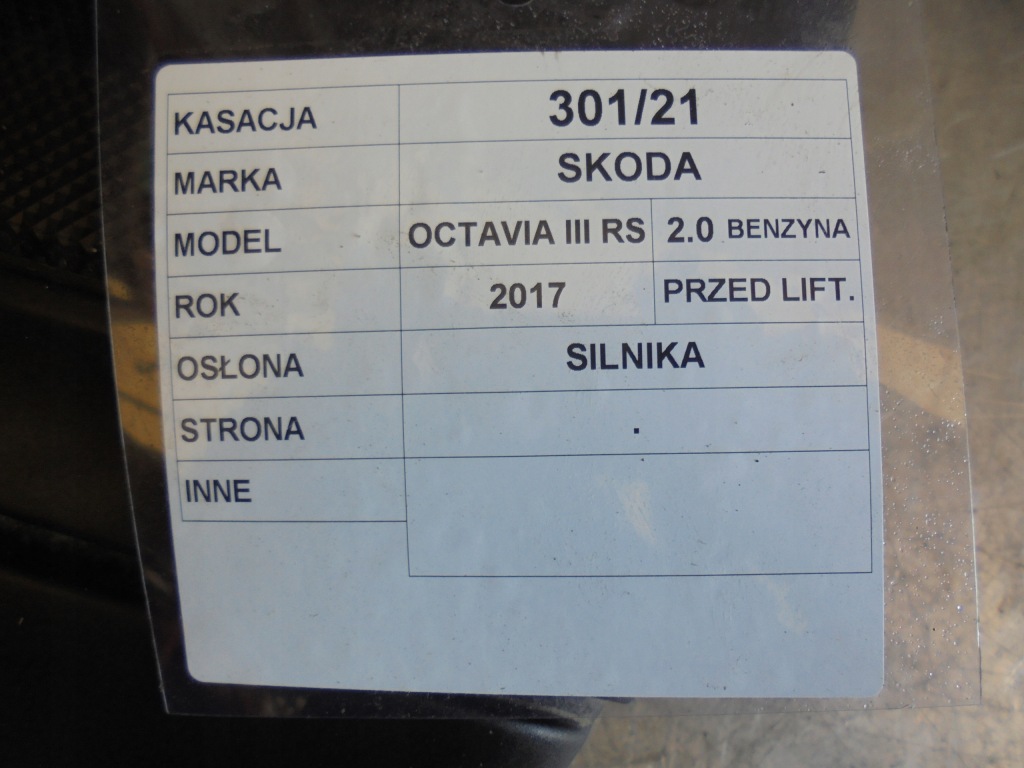 KASACJA 301/21
MARKA SKODA
MODEL OCTAVIA III RS 2.0 BENZYNA
ROK 2017 PRZED LIFT.
OSŁONA SILNIKA
STRONA .
INNE